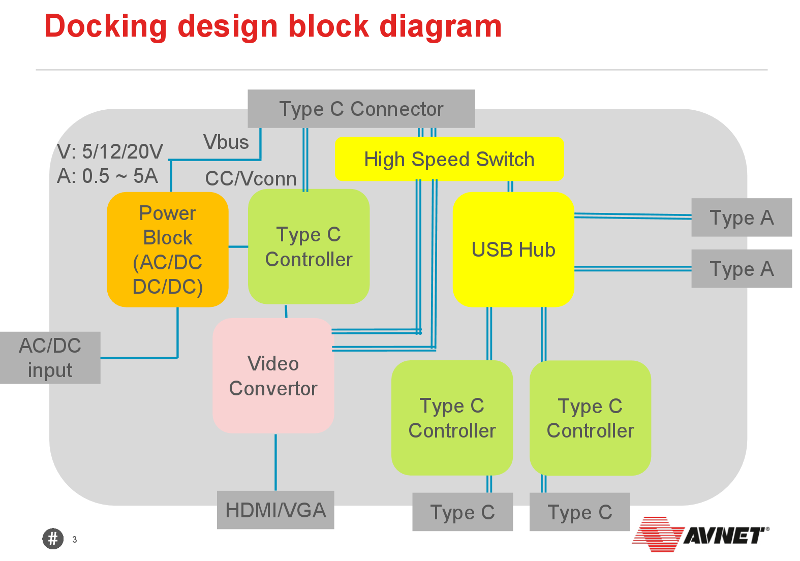 Docking design block diagram
Type C Connector
V: 5/12/20V
A: 0.5 ~ 5A
Vbus
CC/Vconn
High Speed Switch
Power
Block
(AC/DC
DC/DC)
Type C
Controller
USB Hub
Type A
Type A
AC/DC
input
Video
Convertor
Type C
Controller
Type C
Controller
HDMI/VGA
Type C
Type C
#
3
AVNET®